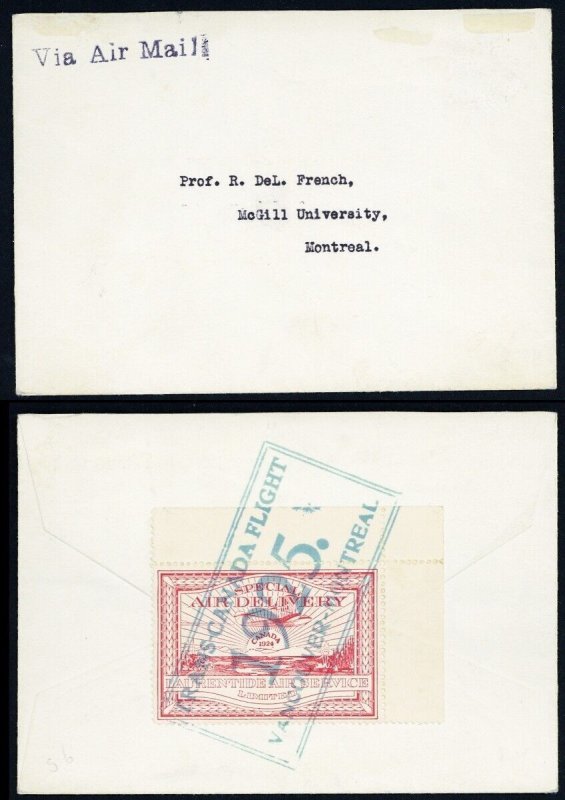 Via Air Mail
Prof. R. DeL. French,
McGill University,
Montreal.
TRANS-CANADA FLIGHT
1925.
VANCOUVER-MONTREAL
SPECIAL
AIR DELIVERY
CANADA
1924
LAURENTIDE AIR SERVICE
LIMITED